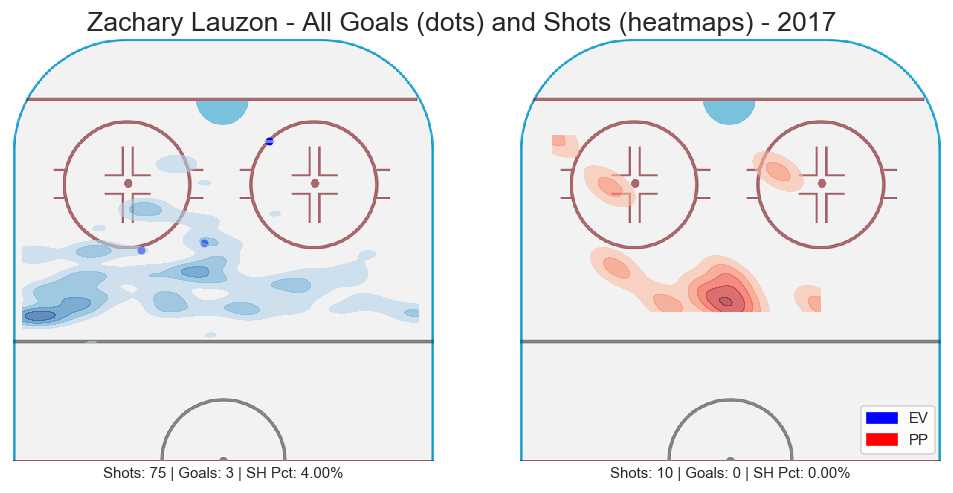 Zachary Lauzon - All Goals (dots) and Shots (heatmaps) - 2017
EV
PP
Shots: 75 | Goals: 3 | SH Pct: 4.00%
Shots: 10 | Goals: 0 | SH Pct: 0.00%